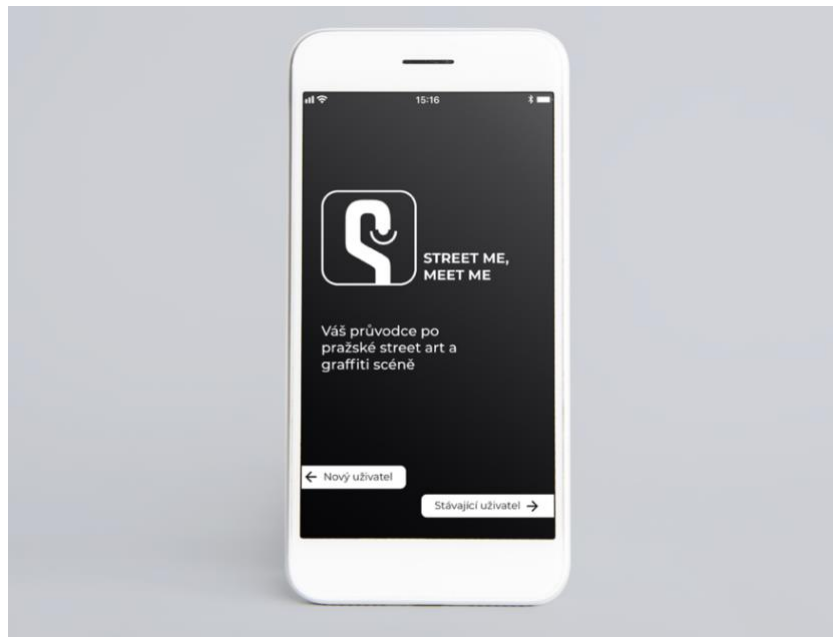 15:16
STREET ME,
MEET ME
Váš průvodce po
pražské street art a
graffiti scéně
← Nový uživatel
Stávající uživatel →